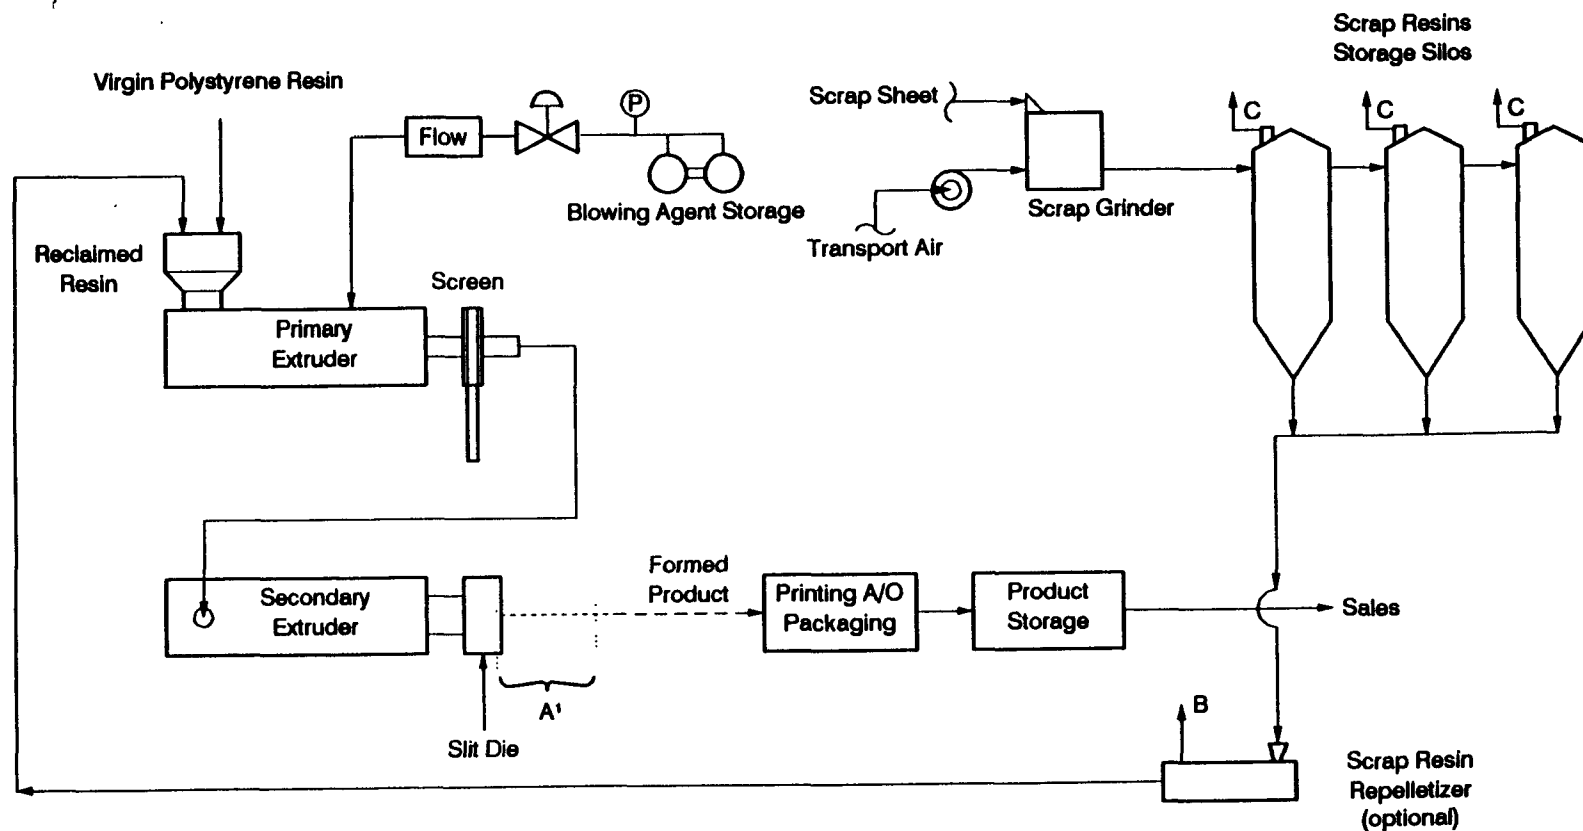 Scrap Resins
Storage Silos
Virgin Polystyrene Resin
Flow
P
Blowing Agent Storage
Scrap Sheet
Scrap Grinder
Transport Air
C
C
C
Reclaimed
Resin
Screen
Primary
Extruder
Secondary
Extruder
Formed
Product
Printing A/O
Packaging
Product
Storage
Sales
A¹
Slit Die
B
Scrap Resin
Repelletizer
(optional)